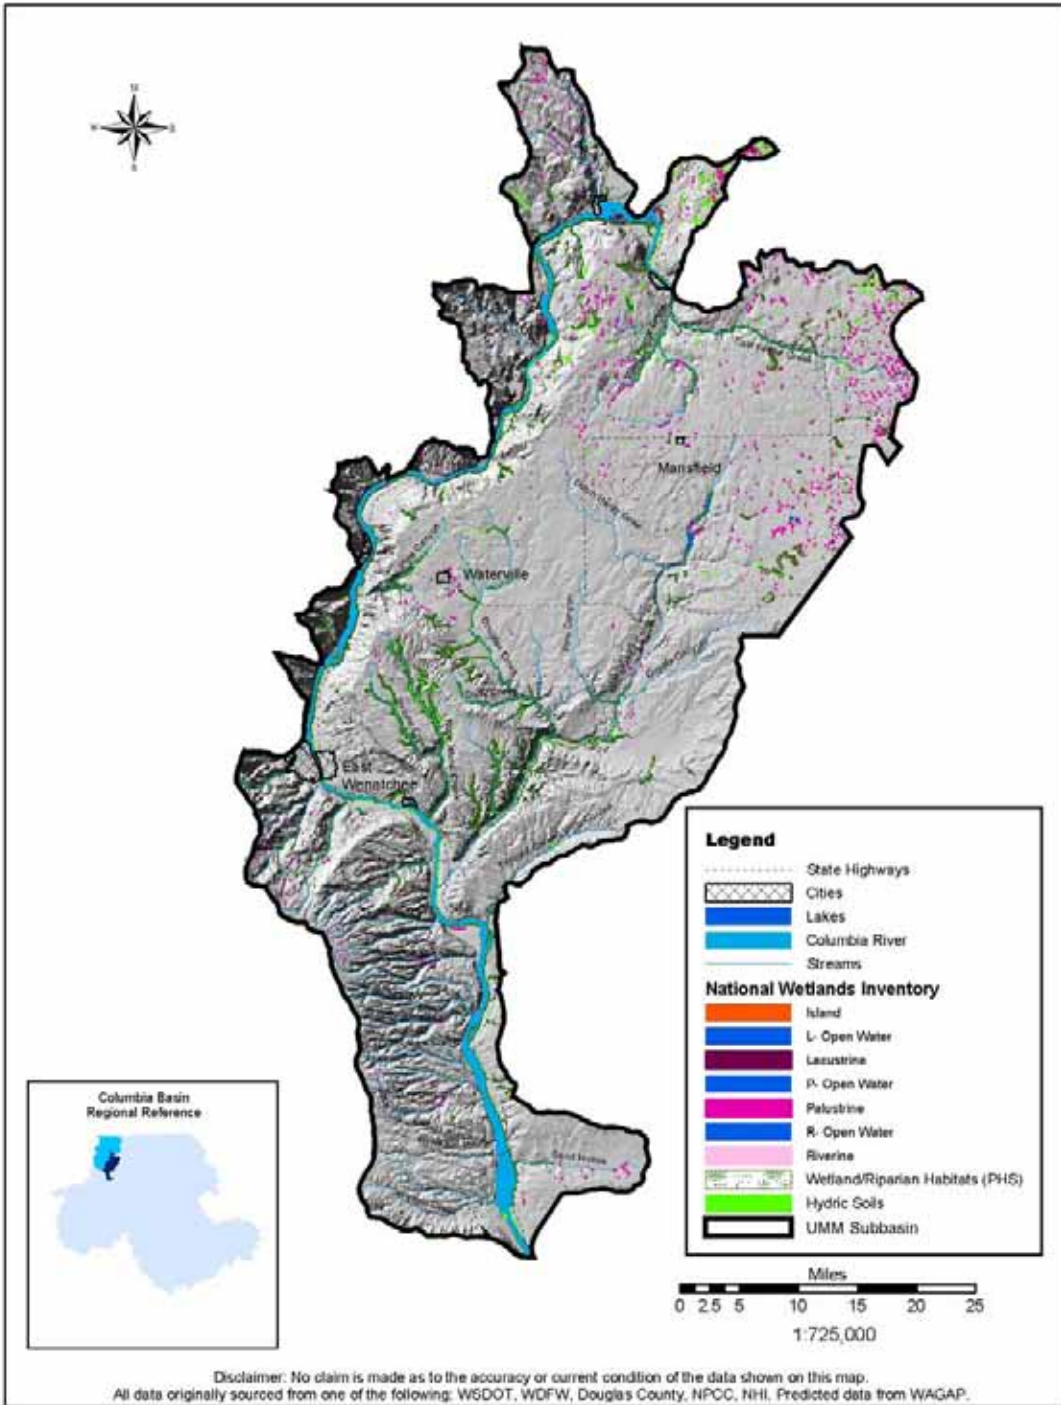 N
W
S
Mansfield
Waterville
East
Wenatchee
Legend
State Highways
Cities
Lakes
Columbia River
Streams
National Wetlands Inventory
Island
L- Open Water
Lacustrine
P- Open Water
Palustrine
R- Open Water
Riverine
Wetland/Riparian Habitats (PHS)
Hydric Soils
UMM Subbasin
Columbia Basin
Regional Reference
Miles
0 2.5 5 10 15 20 25
1:725,000
Disclaimer: No claim is made as to the accuracy or current condition of the data shown on this map.
All data originally sourced from one of the following: WSDOT, WDFW, Douglas County, NPCC, NHI. Predicted data from WAGAP.